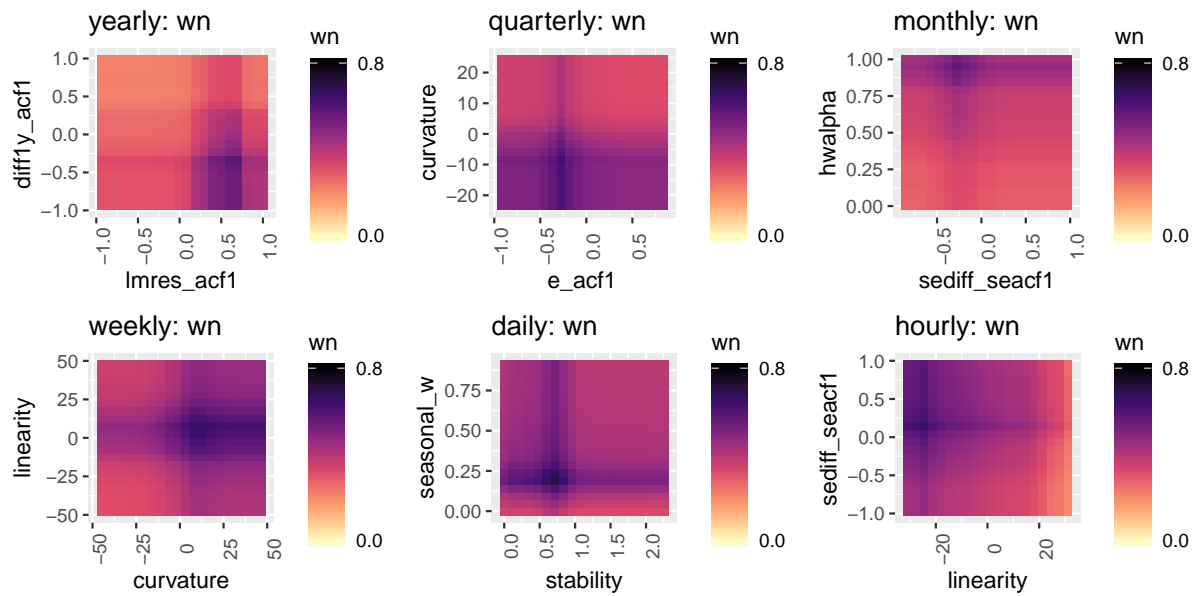 yearly: wn
wn
0.8
0.0
diff1y_acf1
1.0
0.5
0.0
−0.5
−1.0
−1.0
−0.5
0.0
0.5
1.0
lmres_acf1
quarterly: wn
wn
0.8
0.0
curvature
20
10
0
−10
−20
−1.0
−0.5
0.0
0.5
e_acf1
monthly: wn
wn
0.8
0.0
hwalpha
1.00
0.75
0.50
0.25
0.00
−0.5
0.0
0.5
1.0
sediff_seacf1
weekly: wn
wn
0.8
0.0
linearity
50
25
0
−25
−50
−50
−25
0
25
50
curvature
daily: wn
wn
0.8
0.0
seasonal_w
0.75
0.50
0.25
0.00
0.0
0.5
1.0
1.5
2.0
stability
hourly: wn
wn
0.8
0.0
sediff_seacf1
1.0
0.5
0.0
−0.5
−1.0
−20
0
20
linearity